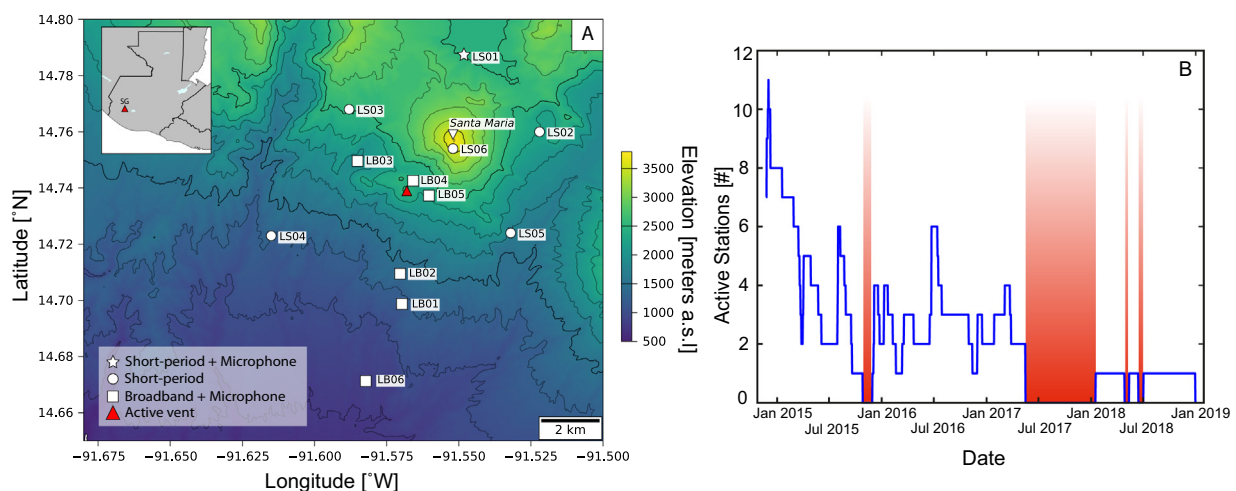 A
14.80
14.78
14.76
14.74
14.72
14.70
14.68
14.66
Latitude [˚N]
SG
LS01
LS03
Santa Maria
LS02
LS06
LB03
LB04
LB05
LS04
LS05
LB02
LB01
LB06
Short-period + Microphone
Short-period
Broadband + Microphone
Active vent
2 km
−91.675
−91.650
−91.625
−91.600
−91.575
−91.550
−91.525
−91.500
Longitude [˚W]
3500
3000
2500
2000
1500
1000
500
Elevation [meters a.s.l]
B
12
10
8
6
4
2
0
Active Stations [#]
Jan 2015
Jan 2016
Jan 2017
Jan 2018
Jan 2019
Jul 2015
Jul 2016
Jul 2017
Jul 2018
Date